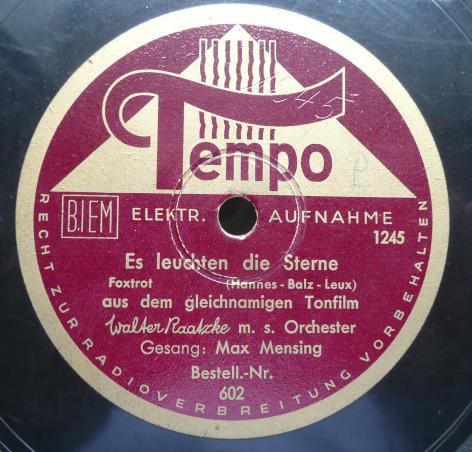 Tempo
B.I.E.M
ELEKTR. AUFNAHME
1245
Es leuchten die Sterne
Foxtrot (Hannes - Balz - Leux)
aus dem gleichnamigen Tonfilm
Walter Raatzke m. s. Orchester
Gesang: Max Mensing
Bestell.-Nr.
602
RECHT ZUR RADIOVERBREITUNG VORBEHALTEN